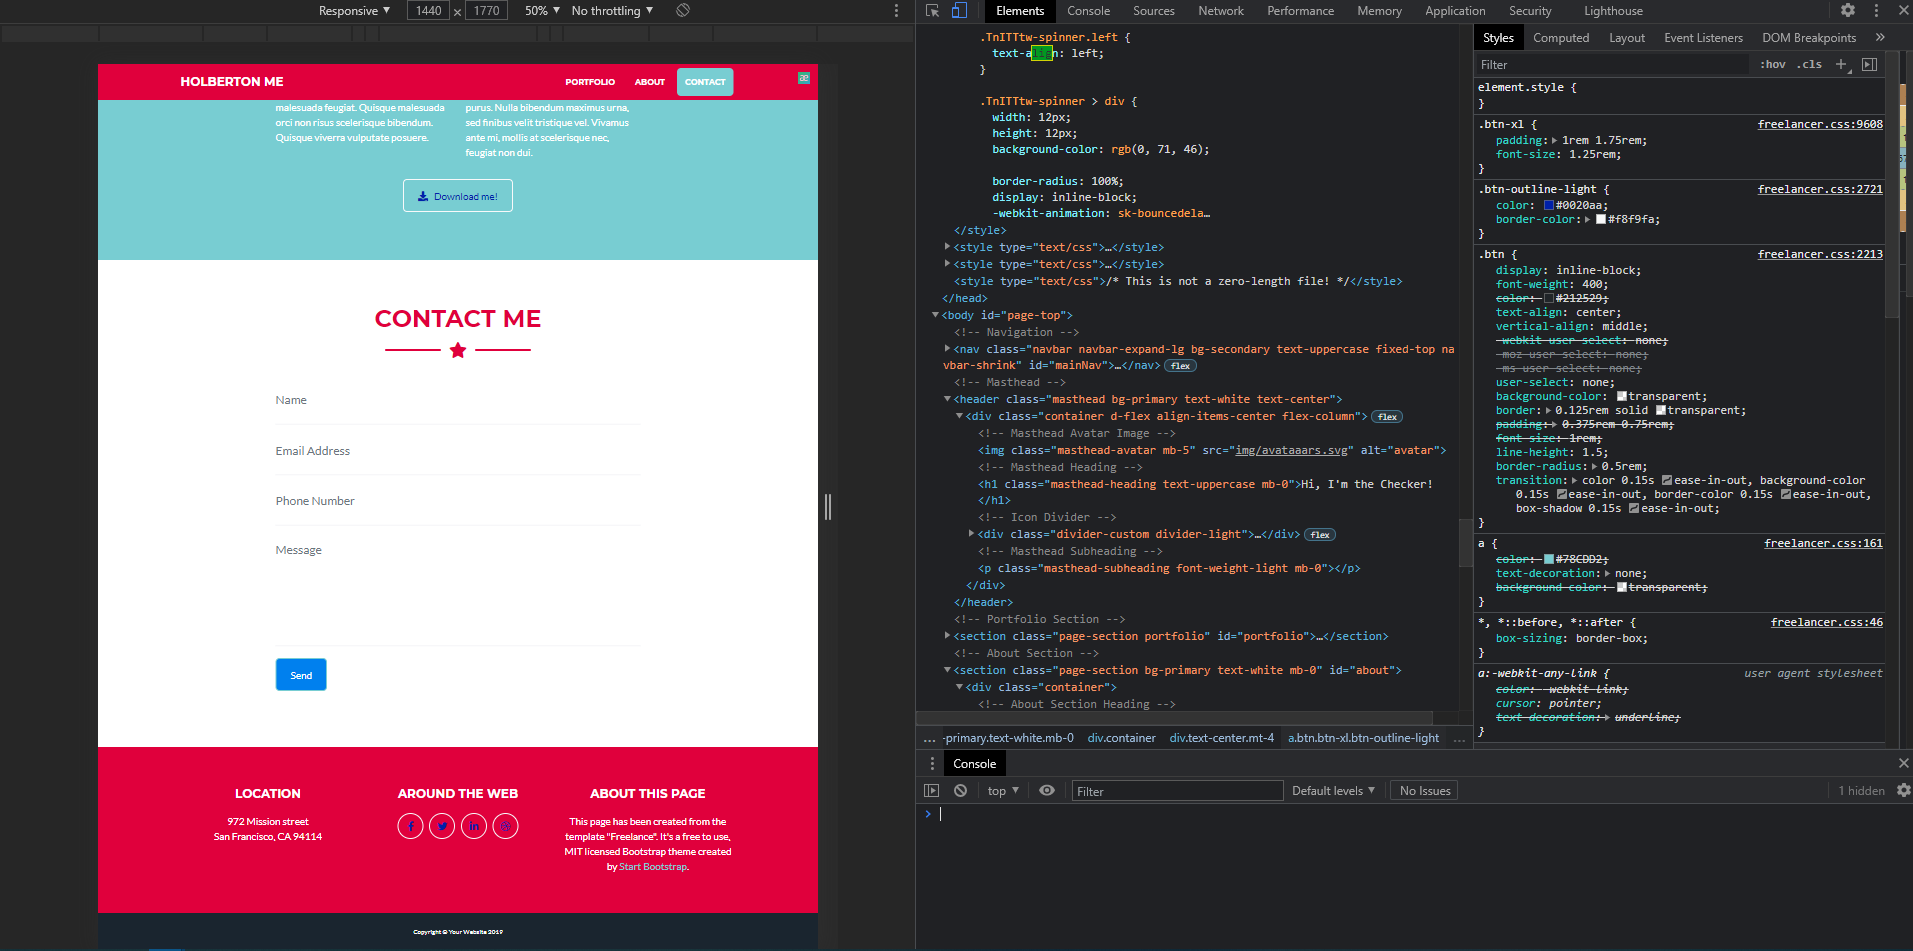 Responsive ▼ 1440 × 1770 50% ▼ No throttling ▼
HOLBERTON ME PORTFOLIO ABOUT CONTACT æ
malesuada feugiat. Quisque malesuada
orci non risus scelerisque bibendum.
Quisque viverra vulputate posuere.
purus. Nulla bibendum maximus urna,
sed finibus velit tristique vel. Vivamus
ante mi, mollis at scelerisque nec,
feugiat non dui.
Download me!
CONTACT ME
Name
Email Address
Phone Number
Message
Send
LOCATION
972 Mission street
San Francisco, CA 94114
AROUND THE WEB
ABOUT THIS PAGE
This page has been created from the
template "Freelance". It's a free to use,
MIT licensed Bootstrap theme created
by Start Bootstrap.
Copyright © Your Website 2019
Elements Console Sources Network Performance Memory Application Security Lighthouse
.TnITTtw-spinner.left {
text-align: left;
}
.TnITTtw-spinner > div {
width: 12px;
height: 12px;
background-color: rgb(0, 71, 46);
border-radius: 100%;
display: inline-block;
-webkit-animation: sk-bouncedela…
</style>
<style type="text/css">…</style>
<style type="text/css">…</style>
<style type="text/css">/* This is not a zero-length file! */</style>
</head>
<body id="page-top">
<!-- Navigation -->
<nav class="navbar navbar-expand-lg bg-secondary text-uppercase fixed-top na
vbar-shrink" id="mainNav">…</nav> flex
<!-- Masthead -->
<header class="masthead bg-primary text-white text-center">
<div class="container d-flex align-items-center flex-column"> flex
<!-- Masthead Avatar Image -->
<img class="masthead-avatar mb-5" src="img/avataaars.svg" alt="avatar">
<!-- Masthead Heading -->
<h1 class="masthead-heading text-uppercase mb-0">Hi, I'm the Checker!
</h1>
<!-- Icon Divider -->
<div class="divider-custom divider-light">…</div> flex
<!-- Masthead Subheading -->
<p class="masthead-subheading font-weight-light mb-0"></p>
</div>
</header>
<!-- Portfolio Section -->
<section class="page-section portfolio" id="portfolio">…</section>
<!-- About Section -->
<section class="page-section bg-primary text-white mb-0" id="about">
<div class="container">
<!-- About Section Heading -->
… -primary.text-white.mb-0 div.container div.text-center.mt-4 a.btn.btn-xl.btn-outline-light …
Styles Computed Layout Event Listeners DOM Breakpoints »
Filter :hov .cls +
element.style {
}
.btn-xl { freelancer.css:9608
padding: 1rem 1.75rem;
font-size: 1.25rem;
}
.btn-outline-light { freelancer.css:2721
color: #0020aa;
border-color: #f8f9fa;
}
.btn { freelancer.css:2213
display: inline-block;
font-weight: 400;
color: #212529;
text-align: center;
vertical-align: middle;
-webkit-user-select: none;
-moz-user-select: none;
-ms-user-select: none;
user-select: none;
background-color: transparent;
border: 0.125rem solid transparent;
padding: 0.375rem 0.75rem;
font-size: 1rem;
line-height: 1.5;
border-radius: 0.5rem;
transition: color 0.15s ease-in-out, background-color
0.15s ease-in-out, border-color 0.15s ease-in-out,
box-shadow 0.15s ease-in-out;
}
a { freelancer.css:161
color: #78CDD2;
text-decoration: none;
background-color: transparent;
}
*, *::before, *::after { freelancer.css:46
box-sizing: border-box;
}
a:-webkit-any-link { user agent stylesheet
color: -webkit-link;
cursor: pointer;
text-decoration: underline;
}
Console
top ▼ Filter Default levels ▼ No Issues 1 hidden
>